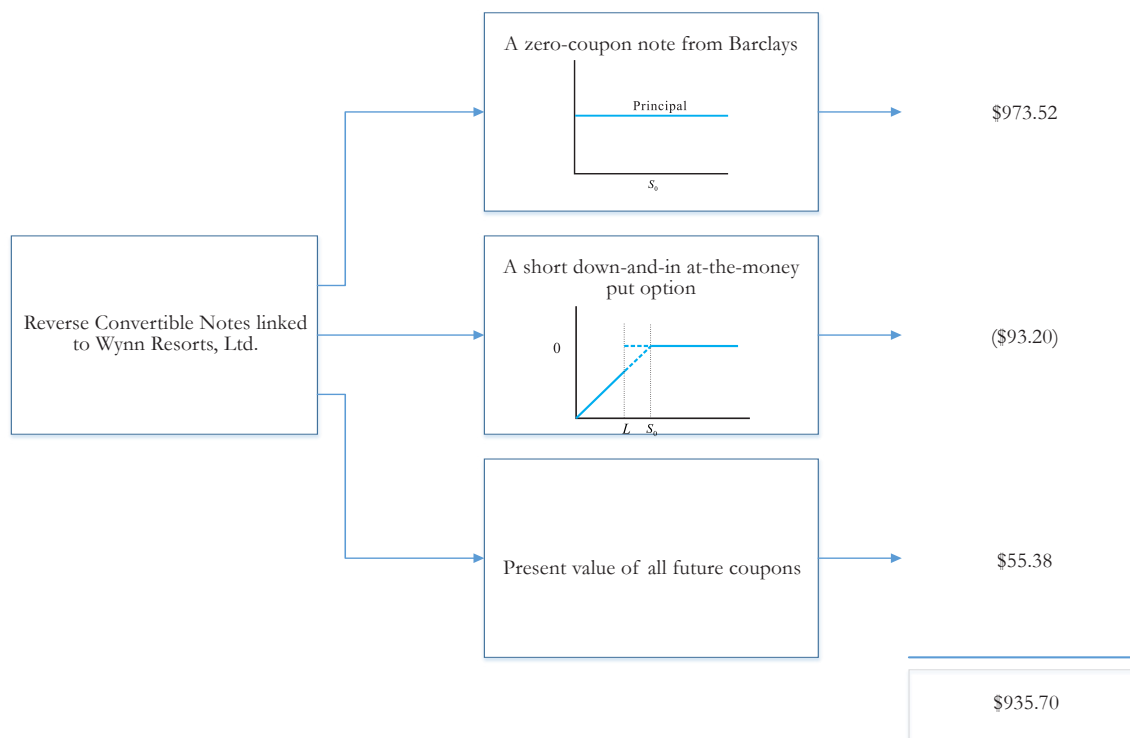 A zero-coupon note from Barclays
Principal
S₀
$973.52
Reverse Convertible Notes linked
to Wynn Resorts, Ltd.
A short down-and-in at-the-money
put option
0
L S₀
($93.20)
Present value of all future coupons
$55.38
$935.70